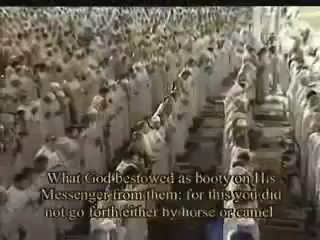 What God bestowed as booty on His
Messenger from them: for this you did
not go forth either by horse or camel